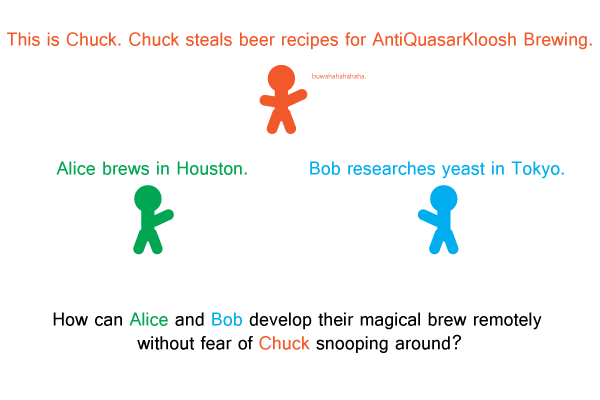 This is Chuck. Chuck steals beer recipes for AntiQuasarKloosh Brewing.
buwahahahahaha.
Alice brews in Houston.
Bob researches yeast in Tokyo.
How can Alice and Bob develop their magical brew remotely
without fear of Chuck snooping around?